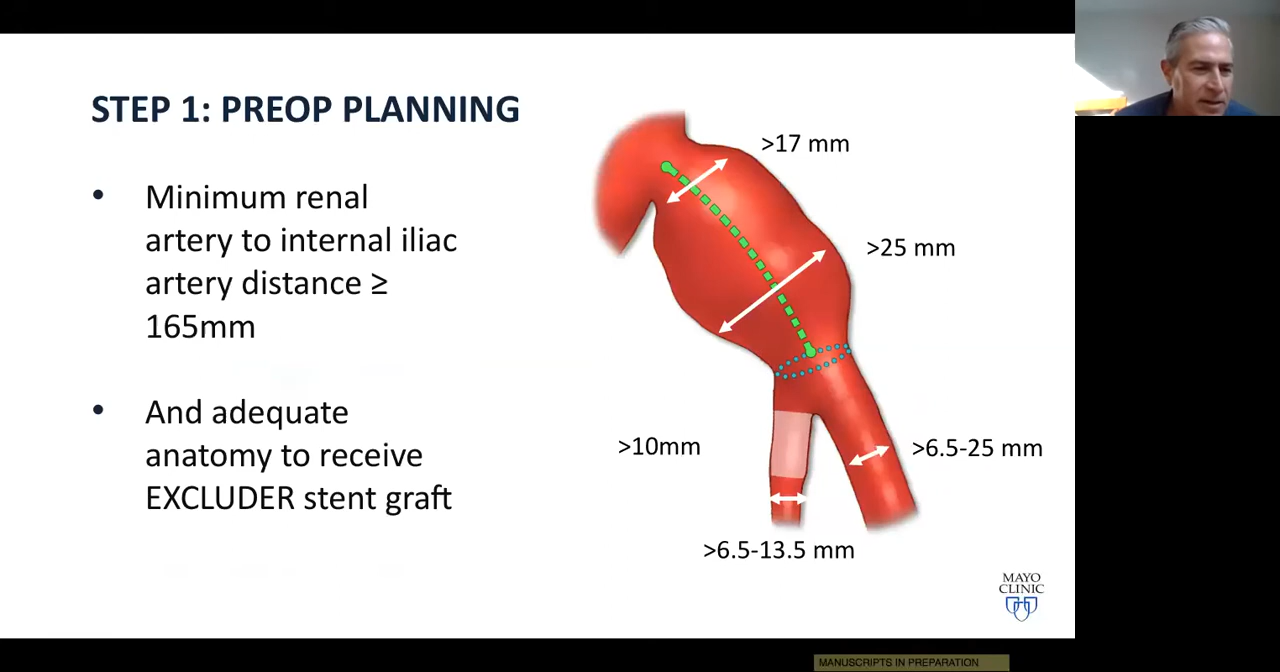 STEP 1: PREOP PLANNING
• Minimum renal
artery to internal iliac
artery distance ≥
165mm
• And adequate
anatomy to receive
EXCLUDER stent graft
>17 mm
>25 mm
>10mm
>6.5-25 mm
>6.5-13.5 mm
MAYO
CLINIC
MANUSCRIPTS IN PREPARATION